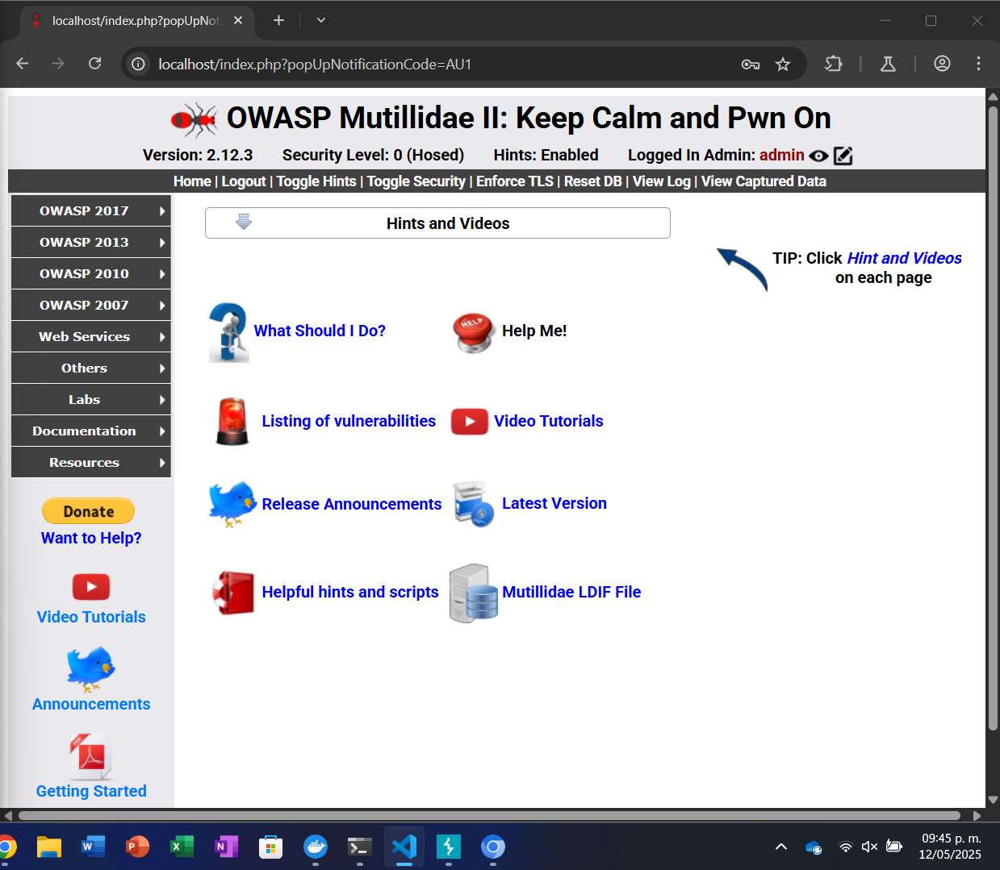 localhost/index.php?popUpNoti
localhost/index.php?popUpNotificationCode=AU1
OWASP Mutillidae II: Keep Calm and Pwn On
Version: 2.12.3 Security Level: 0 (Hosed) Hints: Enabled Logged In Admin: admin
Home | Logout | Toggle Hints | Toggle Security | Enforce TLS | Reset DB | View Log | View Captured Data
OWASP 2017
OWASP 2013
OWASP 2010
OWASP 2007
Web Services
Others
Labs
Documentation
Resources
Donate
Want to Help?
Video Tutorials
Announcements
PDF
Getting Started
Hints and Videos
TIP: Click Hint and Videos
on each page
What Should I Do?
HELP
Help Me!
Listing of vulnerabilities
Video Tutorials
Release Announcements
Latest Version
Helpful hints and scripts
Mutillidae LDIF File
W
P
X
N
09:45 p. m.
12/05/2025